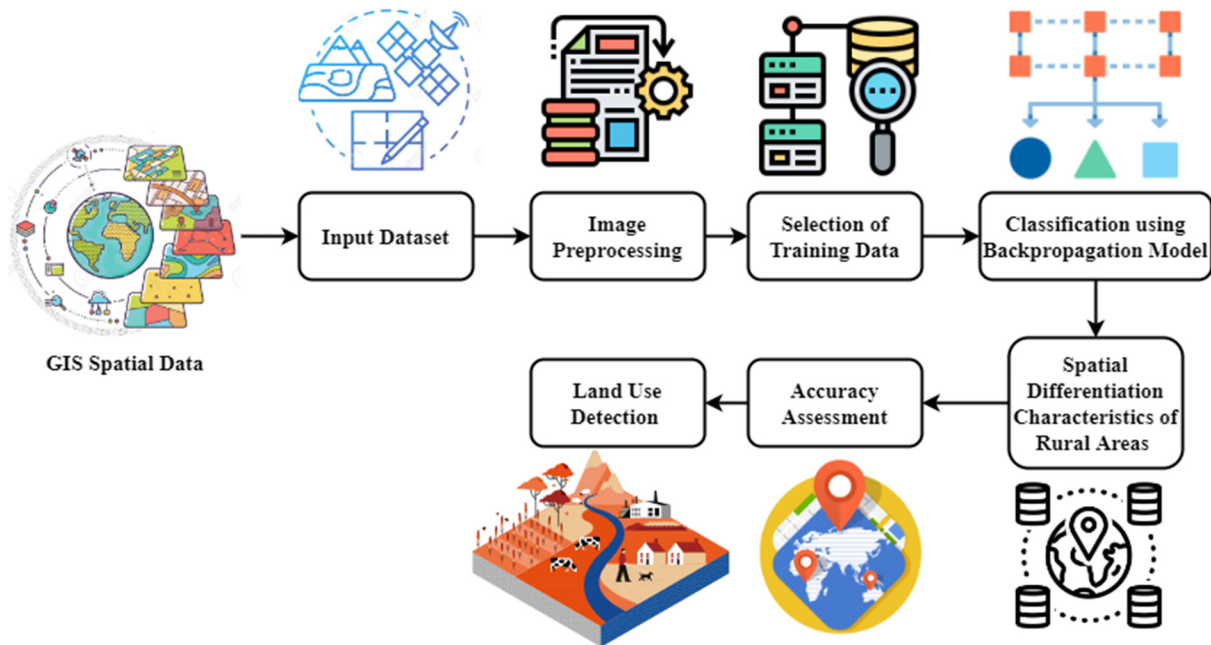 GIS Spatial Data
Input Dataset
Image
Preprocessing
Selection of
Training Data
Classification using
Backpropagation Model
Spatial
Differentiation
Characteristics of
Rural Areas
Accuracy
Assessment
Land Use
Detection